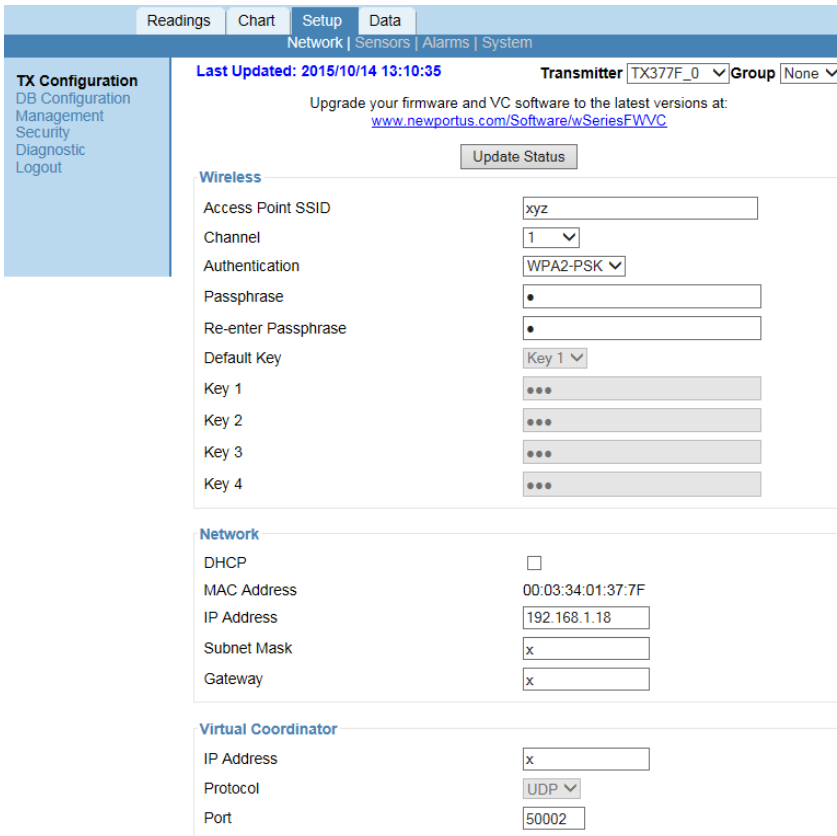 Readings Chart Setup Data
Network | Sensors | Alarms | System
TX Configuration
DB Configuration
Management
Security
Diagnostic
Logout
Last Updated: 2015/10/14 13:10:35 Transmitter TX377F_0 Group None
Upgrade your firmware and VC software to the latest versions at:
www.newportus.com/Software/wSeriesFWVC
Update Status
Wireless
Access Point SSID xyz
Channel 1
Authentication WPA2-PSK
Passphrase ●
Re-enter Passphrase ●
Default Key Key 1
Key 1 ●●●
Key 2 ●●●
Key 3 ●●●
Key 4 ●●●
Network
DHCP
MAC Address 00:03:34:01:37:7F
IP Address 192.168.1.18
Subnet Mask x
Gateway x
Virtual Coordinator
IP Address x
Protocol UDP
Port 50002